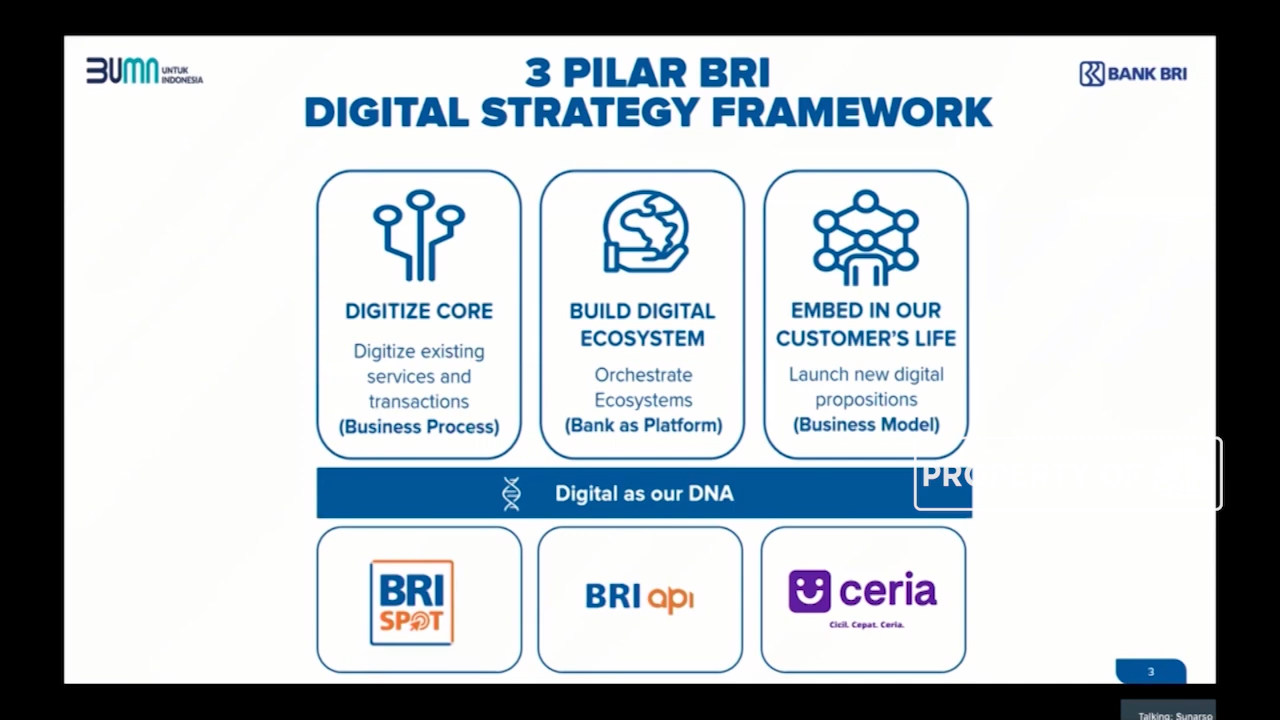 BUMN UNTUK
INDONESIA
3 PILAR BRI
DIGITAL STRATEGY FRAMEWORK
BANK BRI
DIGITIZE CORE
Digitize existing
services and
transactions
(Business Process)
BUILD DIGITAL
ECOSYSTEM
Orchestrate
Ecosystems
(Bank as Platform)
EMBED IN OUR
CUSTOMER'S LIFE
Launch new digital
propositions
(Business Model)
Digital as our DNA
BRI
SPOT
BRI api
ceria
Cicil. Cepat. Ceria.
3
Talking: Sunarso